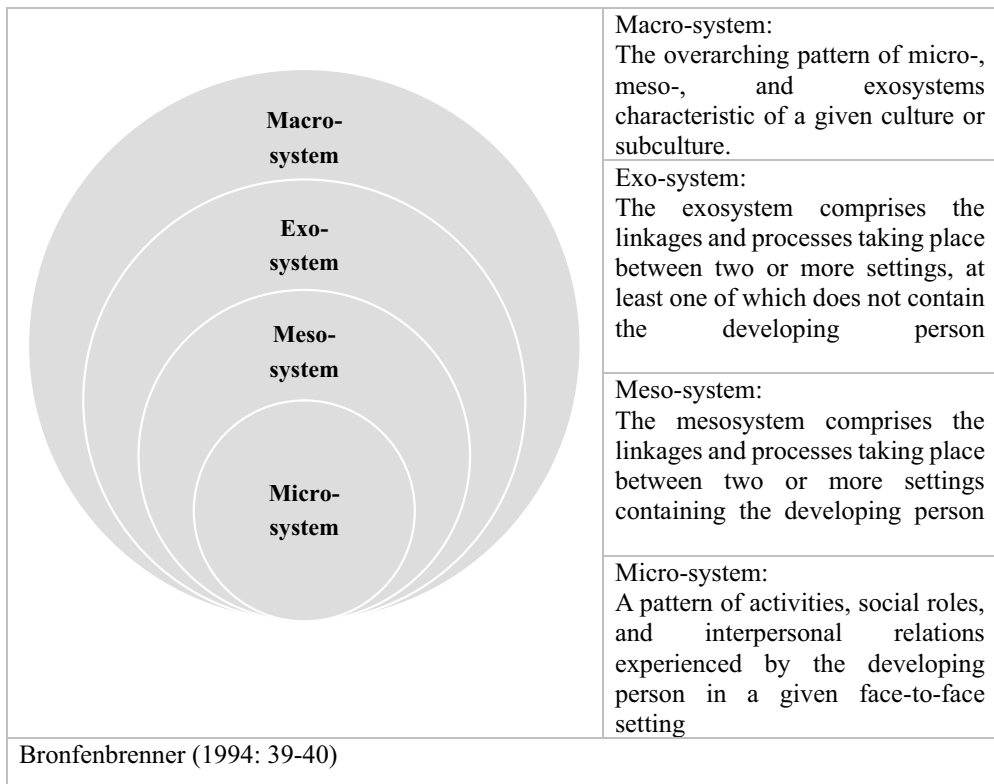 Macro-
system
Exo-
system
Meso-
system
Micro-
system
Macro-system:
The overarching pattern of micro-,
meso-, and exosystems
characteristic of a given culture or
subculture.
Exo-system:
The exosystem comprises the
linkages and processes taking place
between two or more settings, at
least one of which does not contain
the developing person
Meso-system:
The mesosystem comprises the
linkages and processes taking place
between two or more settings
containing the developing person
Micro-system:
A pattern of activities, social roles,
and interpersonal relations
experienced by the developing
person in a given face-to-face
setting
Bronfenbrenner (1994: 39-40)